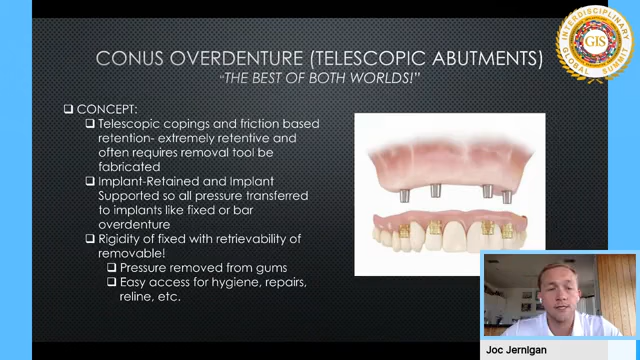 CONUS OVERDENTURE (TELESCOPIC ABUTMENTS)
"THE BEST OF BOTH WORLDS!"
CONCEPT:
Telescopic copings and friction based
retention- extremely retentive and
often requires removal tool be
fabricated
Implant-Retained and Implant
Supported so all pressure transferred
to implants like fixed or bar
overdenture
Rigidity of fixed with retrievability of
removable!
Pressure removed from gums
Easy access for hygiene, repairs,
reline, etc.
INTERDISCIPLINARY
GIS
GLOBAL SUMMIT
Joc Jernigan